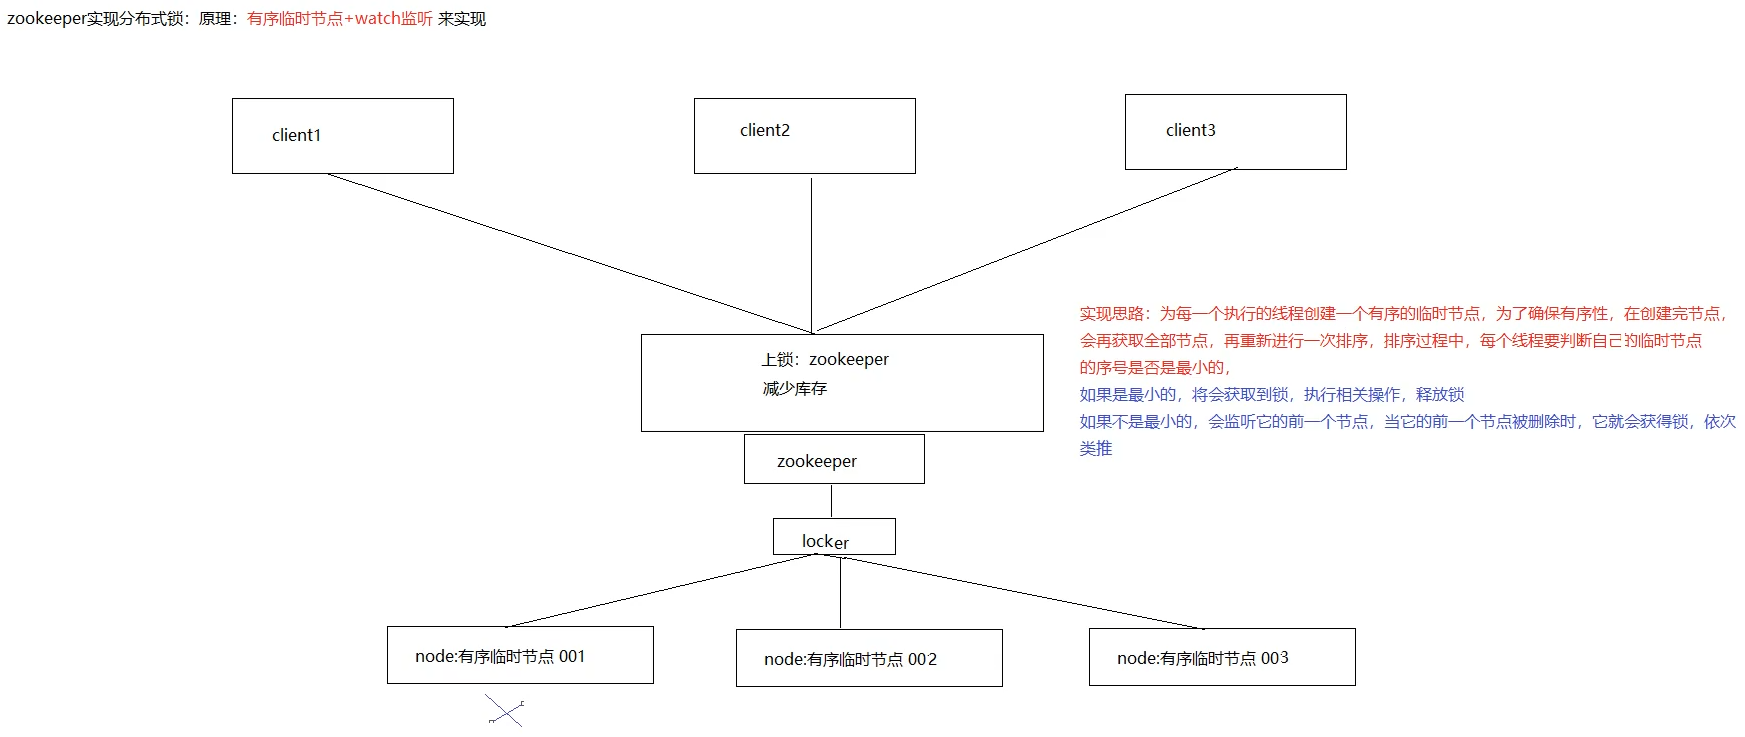 zookeeper实现分布式锁：原理：有序临时节点+watch监听 来实现
client1
client2
client3
上锁：zookeeper
减少库存
实现思路：为每一个执行的线程创建一个有序的临时节点，为了确保有序性，在创建完节点，
会再获取全部节点，再重新进行一次排序，排序过程中，每个线程要判断自己的临时节点
的序号是否是最小的，
如果是最小的，将会获取到锁，执行相关操作，释放锁
如果不是最小的，会监听它的前一个节点，当它的前一个节点被删除时，它就会获得锁，依次
类推
zookeeper
locker
node:有序临时节点 001
node:有序临时节点 002
node:有序临时节点 003